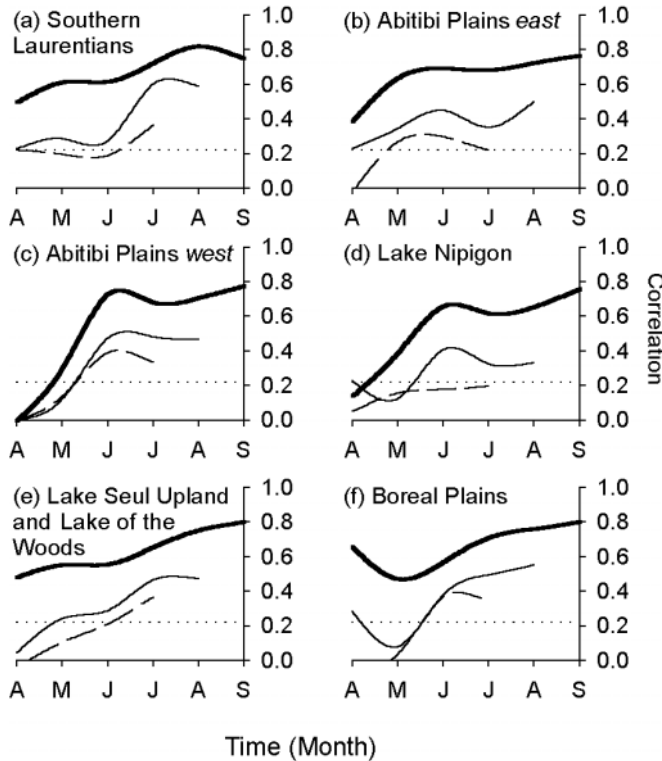 (a) Southern
Laurentians
1.0
0.8
0.6
0.4
0.2
0.0
A M J J A S
(b) Abitibi Plains east
1.0
0.8
0.6
0.4
0.2
0.0
A M J J A S
(c) Abitibi Plains west
1.0
0.8
0.6
0.4
0.2
0.0
A M J J A S
(d) Lake Nipigon
1.0
0.8
0.6
0.4
0.2
0.0
A M J J A S
Correlation
(e) Lake Seul Upland
and Lake of the
Woods
1.0
0.8
0.6
0.4
0.2
0.0
A M J J A S
(f) Boreal Plains
1.0
0.8
0.6
0.4
0.2
0.0
A M J J A S
Time (Month)